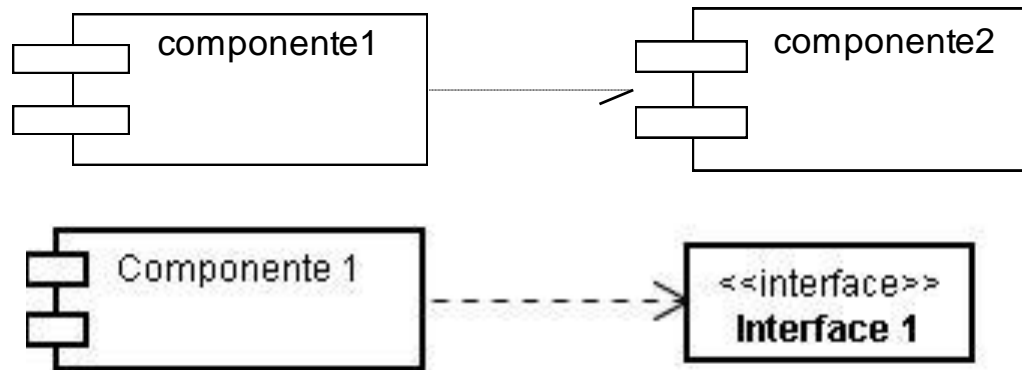 componente1
componente2
Componente 1
<<interface>>
Interface 1